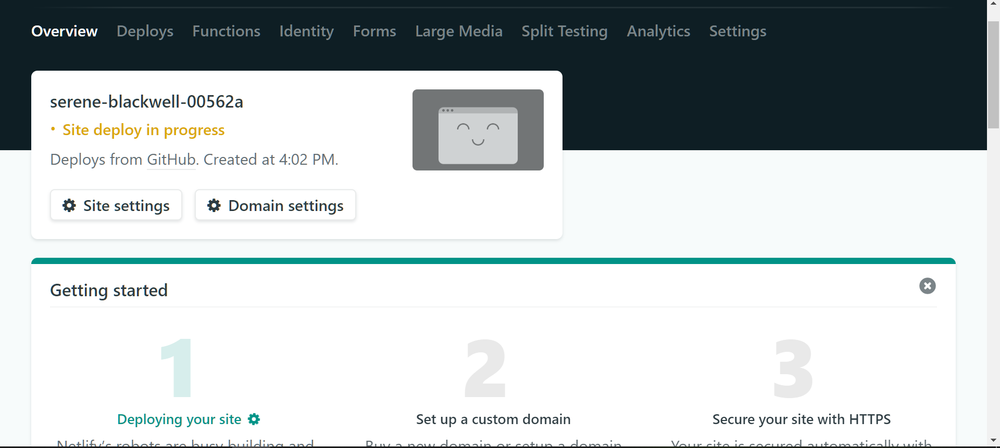 Overview Deploys Functions Identity Forms Large Media Split Testing Analytics Settings
serene-blackwell-00562a
• Site deploy in progress
Deploys from GitHub. Created at 4:02 PM.
Site settings Domain settings
Getting started
1 2 3
Deploying your site Set up a custom domain Secure your site with HTTPS
Netlify’s robots are busy building and Buy a new domain or setup a domain Your site is secured automatically with